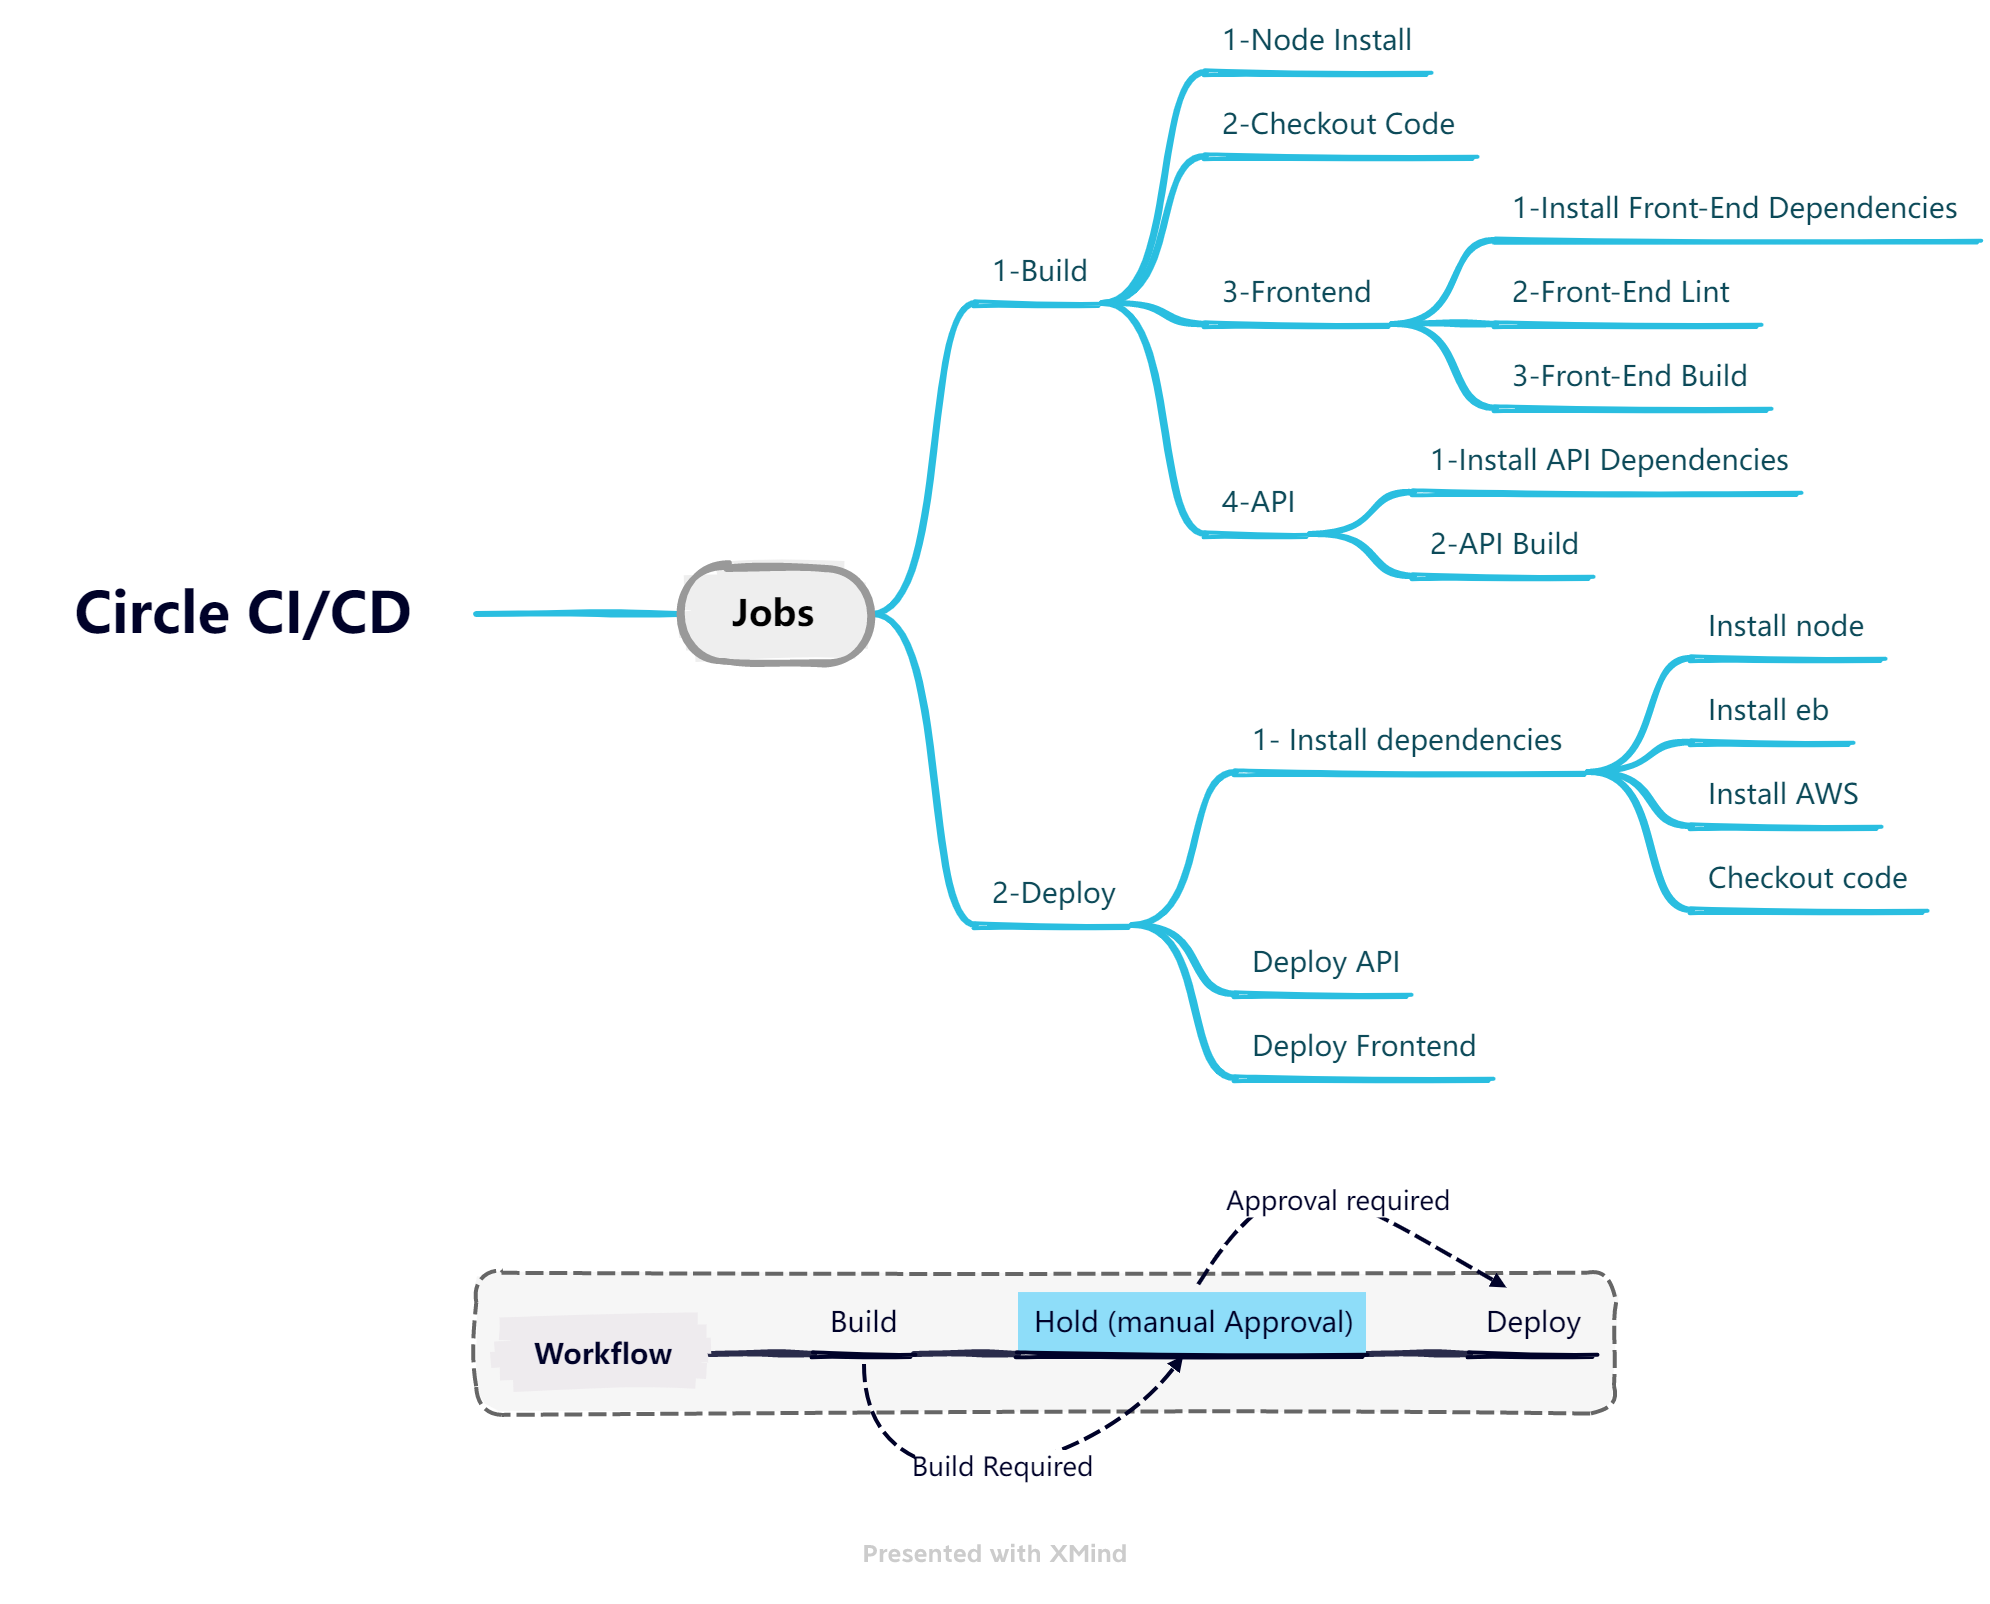 Circle CI/CD
Jobs
1-Build
1-Node Install
2-Checkout Code
3-Frontend
1-Install Front-End Dependencies
2-Front-End Lint
3-Front-End Build
4-API
1-Install API Dependencies
2-API Build
2-Deploy
1- Install dependencies
Install node
Install eb
Install AWS
Checkout code
Deploy API
Deploy Frontend
Approval required
Workflow
Build
Hold (manual Approval)
Deploy
Build Required
Presented with XMind